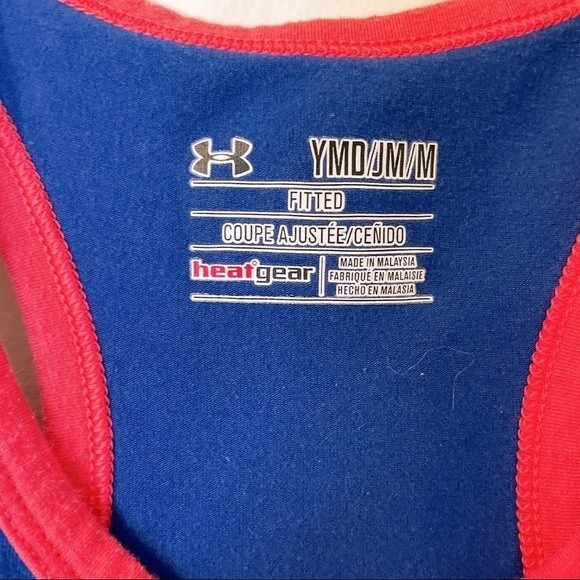 YMD/JM/M
FITTED
COUPE AJUSTÉE/CEÑIDO
heatgear
MADE IN MALAYSIA
FABRIQUÉ EN MALAISIE
HECHO EN MALASIA